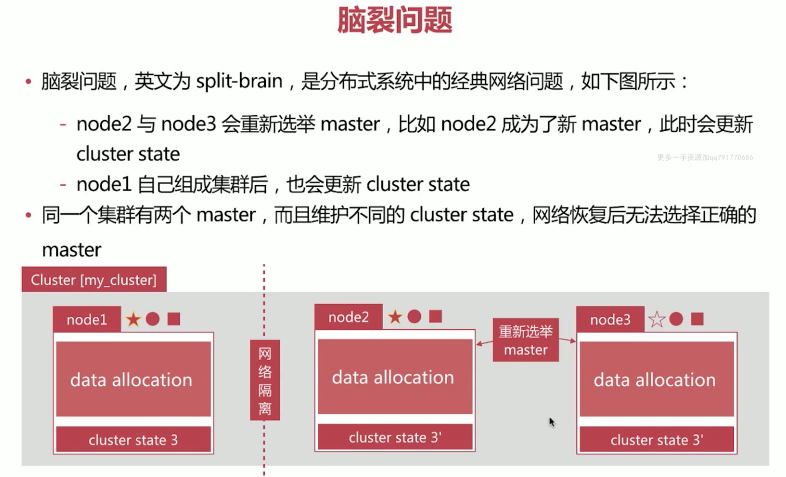 脑裂问题
• 脑裂问题，英文为 split-brain，是分布式系统中的经典网络问题，如下图所示：
- node2 与 node3 会重新选举 master，比如 node2 成为了新 master，此时会更新
cluster state
更多一手资源加qq791770686
- node1 自己组成集群后，也会更新 cluster state
• 同一个集群有两个 master，而且维护不同的 cluster state，网络恢复后无法选择正确的
master
Cluster [my_cluster]
node1
node2
node3
重新选举
master
网
络
隔
离
data allocation
data allocation
data allocation
cluster state 3
cluster state 3'
cluster state 3'